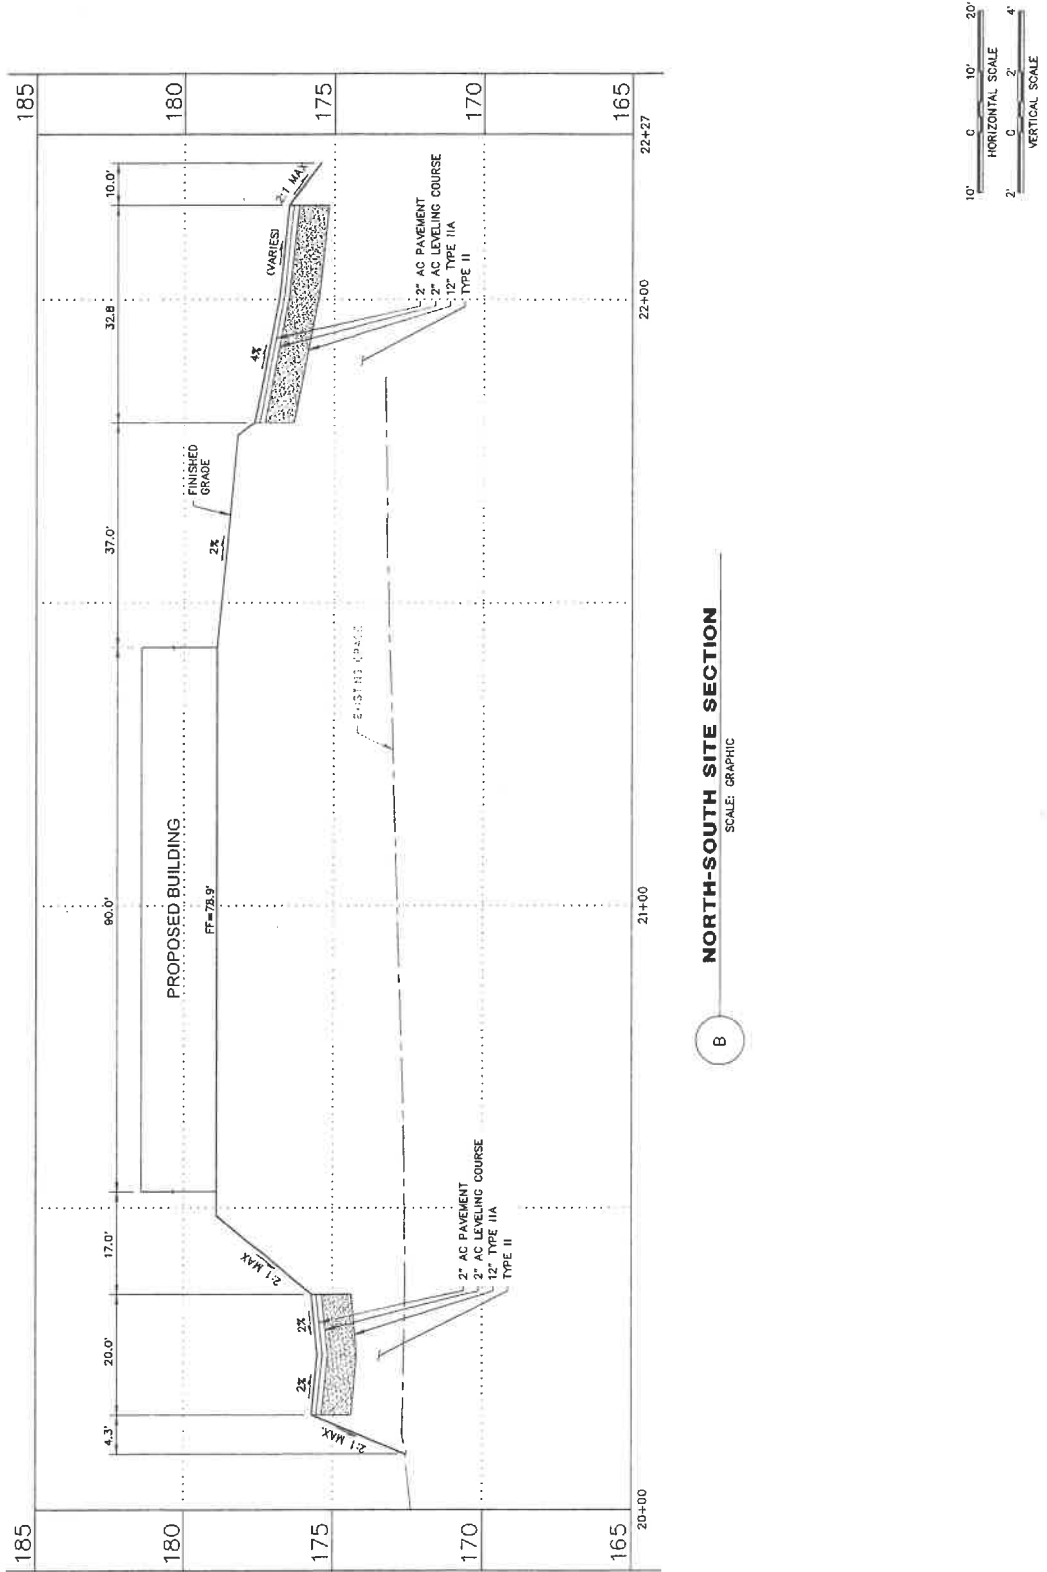 185
180
175
170
165
4.3'
20.0'
17.0'
90.0'
37.0'
32.8
10.0'
PROPOSED BUILDING
FF=78.9'
2:1 MAX.
2%
2%
2:1 MAX
2%
FINISHED
GRADE
4%
(VARIES)
2:1 MAX
2" AC PAVEMENT
2" AC LEVELING COURSE
12" TYPE IIA
TYPE II
EXISTING GRADE
2" AC PAVEMENT
2" AC LEVELING COURSE
12" TYPE IIA
TYPE II
185
180
175
170
165
20+00
21+00
22+00
22+27
B
NORTH-SOUTH SITE SECTION
SCALE: GRAPHIC
10' 0 10' 20'
HORIZONTAL SCALE
2' 0 2' 4'
VERTICAL SCALE